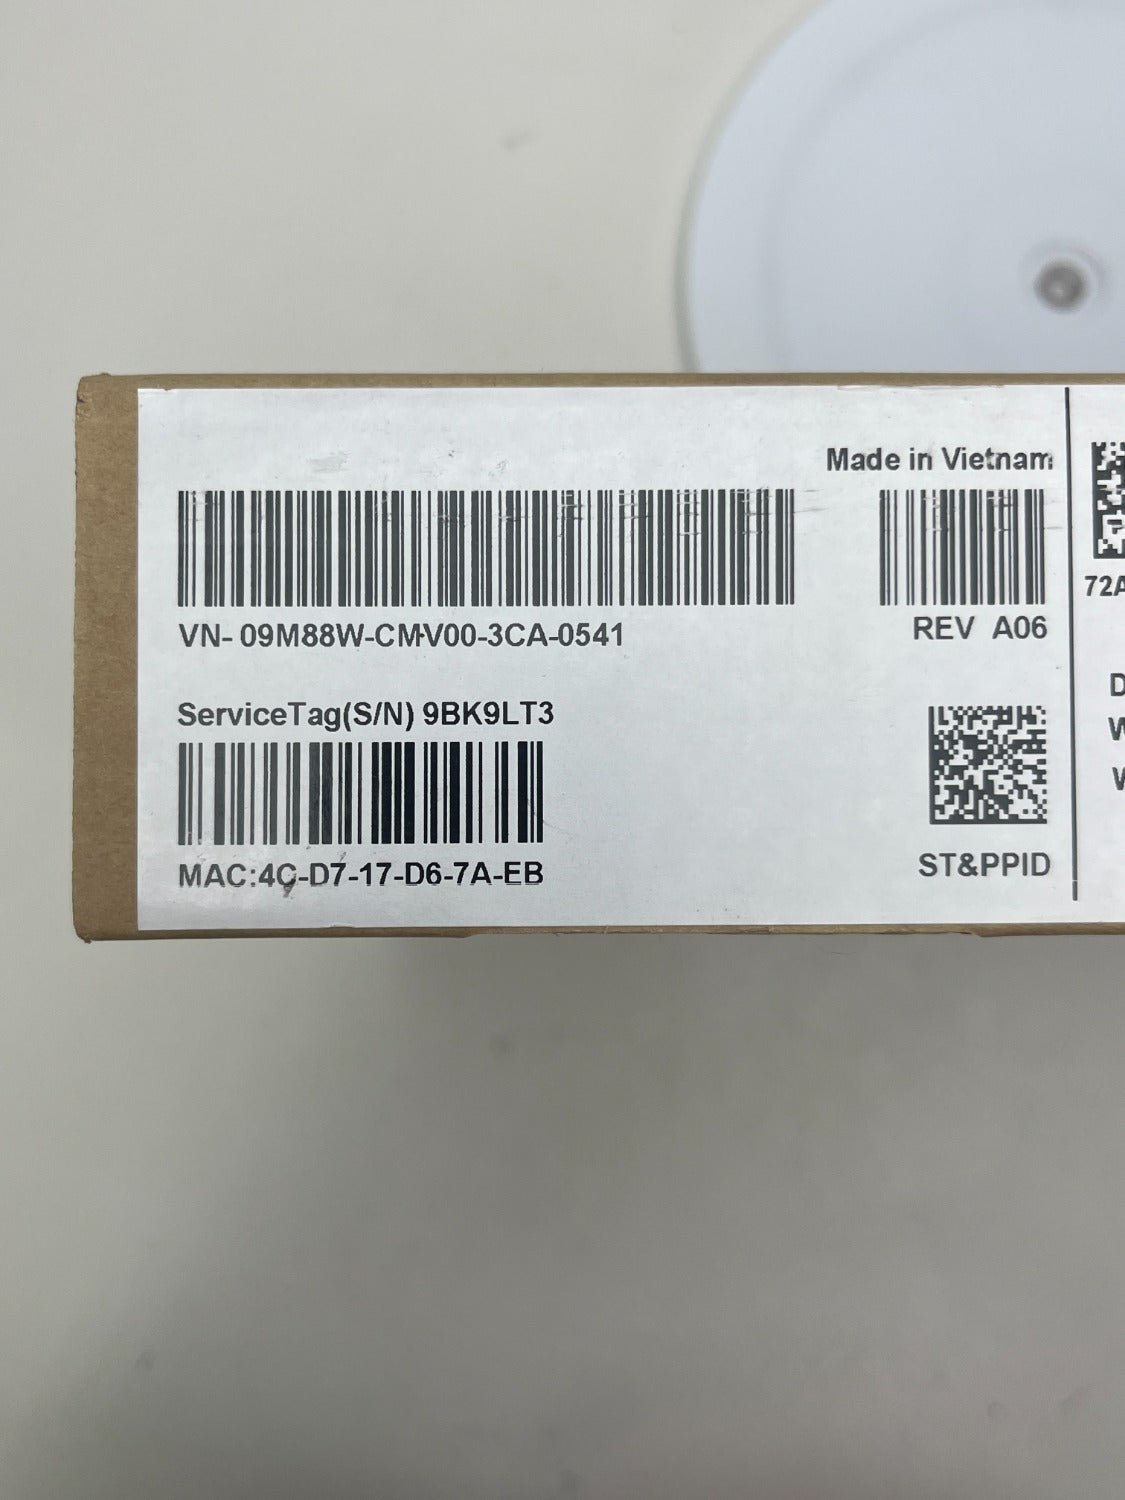 Made in Vietnam
VN- 09M88W-CMV00-3CA-0541
REV A06
ServiceTag(S/N) 9BK9LT3
MAC:4C-D7-17-D6-7A-EB
ST&PPID
72A
D
W